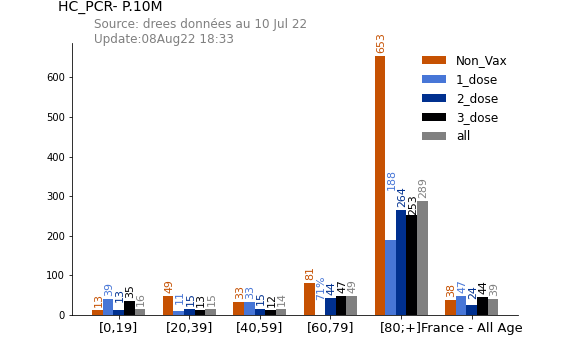 HC_PCR- P.10M
Source: drees données au 10 Jul 22
Update:08Aug22 18:33
Non_Vax
1_dose
2_dose
3_dose
all
600
500
400
300
200
100
0
13 39 13 35 16
49 11 15 13 15
33 33 15 12 14
81 71% 44 47 49
653 188 264 253 289
38 47 24 44 39
[0,19] [20,39] [40,59] [60,79] [80;+] France - All Age